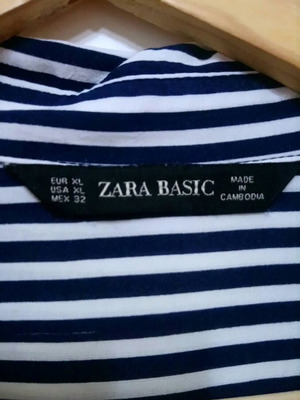 EUR XL
USA XL
MEX 32
ZARA BASIC
MADE
IN
CAMBODIA